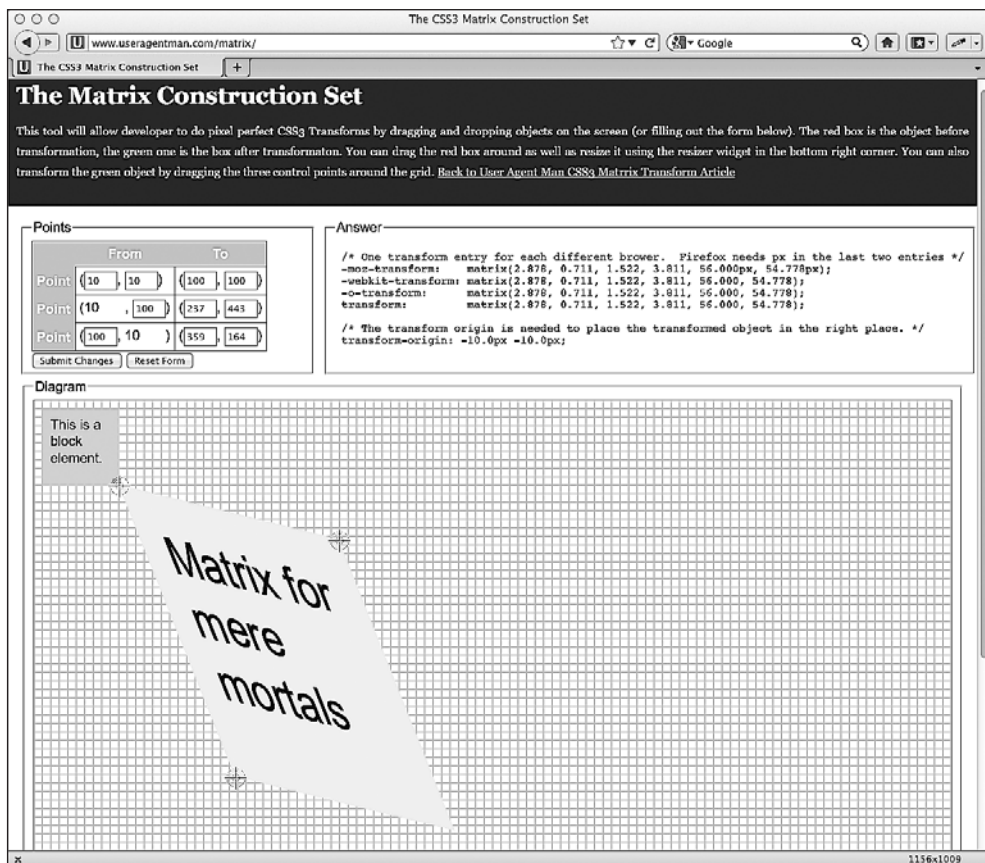 The CSS3 Matrix Construction Set
www.useragentman.com/matrix/
Google
The CSS3 Matrix Construction Set
The Matrix Construction Set
This tool will allow developer to do pixel perfect CSS3 Transforms by dragging and dropping objects on the screen (or filling out the form below). The red box is the object before
transformation, the green one is the box after transformaton. You can drag the red box around as well as resize it using the resizer widget in the bottom right corner. You can also
transform the green object by dragging the three control points around the grid. Back to User Agent Man CSS3 Matrrix Transform Article
Points
From To
Point (10 , 10 ) (100 , 100 )
Point (10 , 100 ) (237 , 443 )
Point (100 , 10 ) (359 , 164 )
Submit Changes Reset Form
Answer
/* One transform entry for each different brower.  Firefox needs px in the last two entries */
-moz-transform: matrix(2.878, 0.711, 1.522, 3.811, 56.000px, 54.778px);
-webkit-transform: matrix(2.878, 0.711, 1.522, 3.811, 56.000, 54.778);
-o-transform: matrix(2.878, 0.711, 1.522, 3.811, 56.000, 54.778);
transform: matrix(2.878, 0.711, 1.522, 3.811, 56.000, 54.778);
/* The transform origin is needed to place the transformed object in the right place. */
transform-origin: -10.0px -10.0px;
Diagram
This is a
block
element.
Matrix for
mere
mortals
x
1156x1009